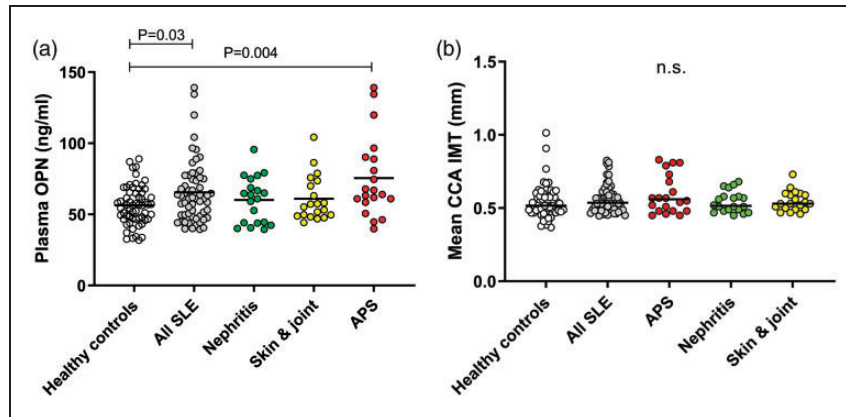 (a)
P=0.03
P=0.004
Plasma OPN (ng/ml)
150
100
50
0
Healthy controls
All SLE
Nephritis
Skin & joint
APS
(b)
n.s.
Mean CCA IMT (mm)
1.5
1.0
0.5
0.0
Healthy controls
All SLE
APS
Nephritis
Skin & joint